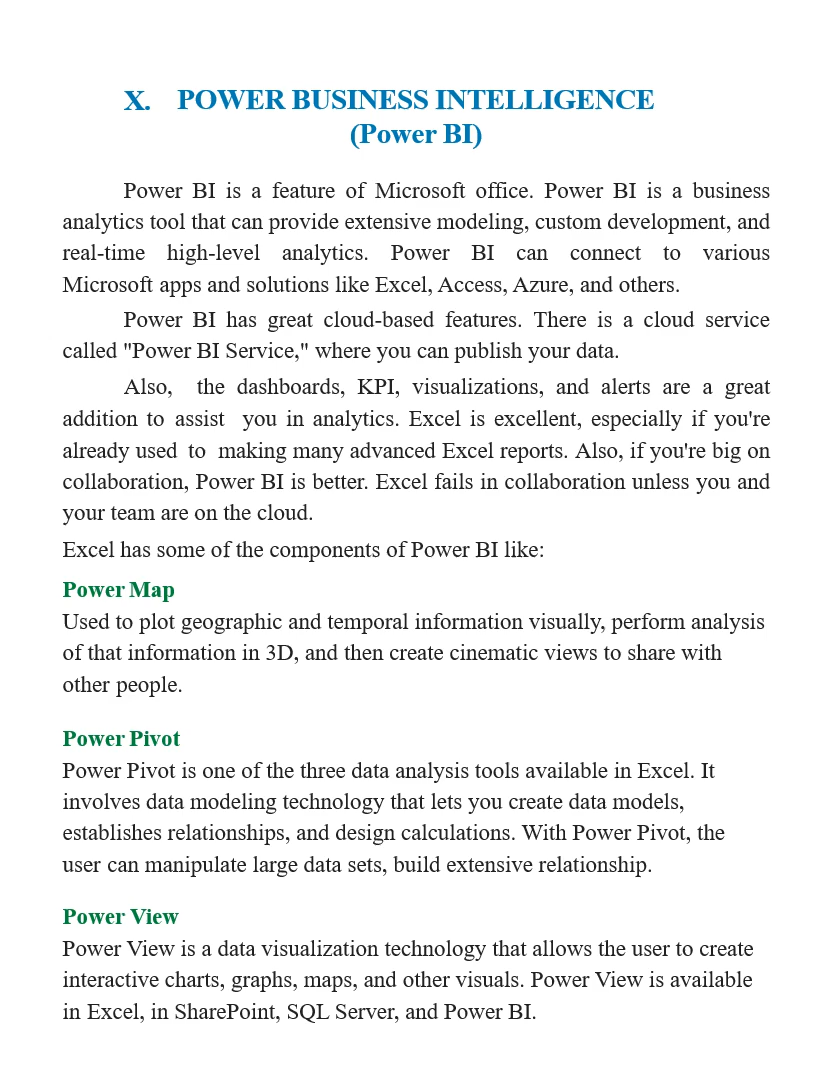 X. POWER BUSINESS INTELLIGENCE
(Power BI)
Power BI is a feature of Microsoft office. Power BI is a business
analytics tool that can provide extensive modeling, custom development, and
real-time high-level analytics. Power BI can connect to various
Microsoft apps and solutions like Excel, Access, Azure, and others.
Power BI has great cloud-based features. There is a cloud service
called "Power BI Service," where you can publish your data.
Also, the dashboards, KPI, visualizations, and alerts are a great
addition to assist you in analytics. Excel is excellent, especially if you're
already used to making many advanced Excel reports. Also, if you're big on
collaboration, Power BI is better. Excel fails in collaboration unless you and
your team are on the cloud.
Excel has some of the components of Power BI like:
Power Map
Used to plot geographic and temporal information visually, perform analysis
of that information in 3D, and then create cinematic views to share with
other people.
Power Pivot
Power Pivot is one of the three data analysis tools available in Excel. It
involves data modeling technology that lets you create data models,
establishes relationships, and design calculations. With Power Pivot, the
user can manipulate large data sets, build extensive relationship.
Power View
Power View is a data visualization technology that allows the user to create
interactive charts, graphs, maps, and other visuals. Power View is available
in Excel, in SharePoint, SQL Server, and Power BI.